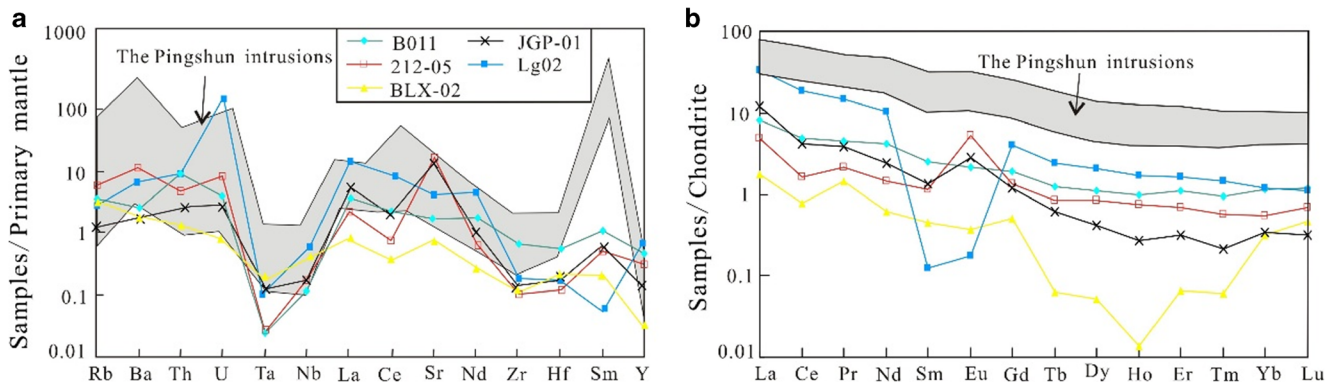 a
Samples/Primary mantle
1000
100
10
1
0.1
0.01
The Pingshun intrusions
B011
JGP-01
212-05
Lg02
BLX-02
Rb Ba Th U Ta Nb La Ce Sr Nd Zr Hf Sm Y
b
Samples/Chondrite
100
10
1
0.1
0.01
The Pingshun intrusions
La Ce Pr Nd Sm Eu Gd Tb Dy Ho Er Tm Yb Lu